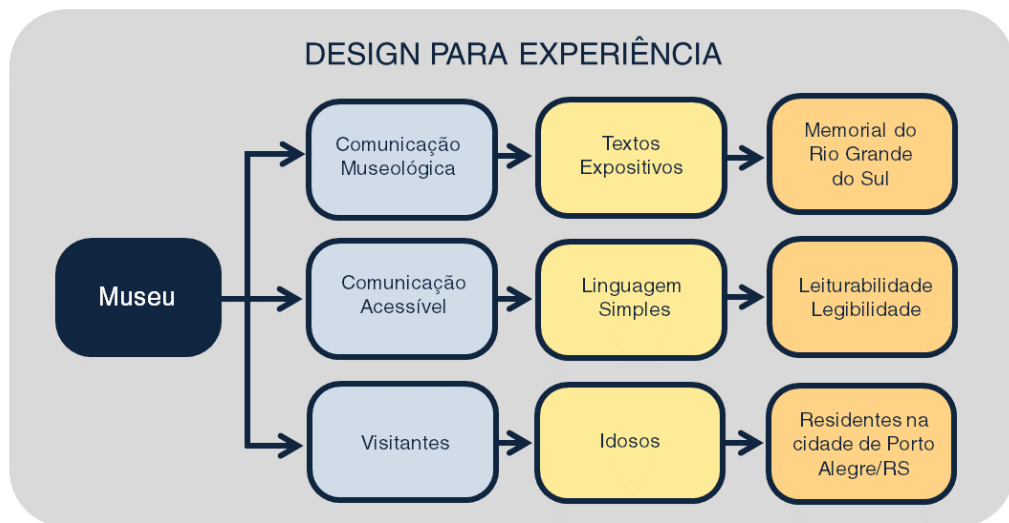 DESIGN PARA EXPERIÊNCIA
Museu
Comunicação
Museológica
Textos
Expositivos
Memorial do
Rio Grande
do Sul
Comunicação
Acessível
Linguagem
Simples
Leiturabilidade
Legibilidade
Visitantes
Idosos
Residentes na
cidade de Porto
Alegre/RS